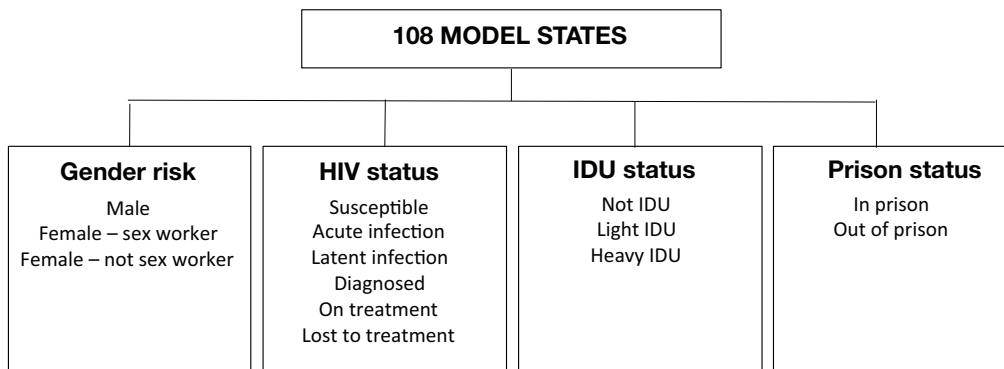 108 MODEL STATES
Gender risk
Male
Female – sex worker
Female – not sex worker
HIV status
Susceptible
Acute infection
Latent infection
Diagnosed
On treatment
Lost to treatment
IDU status
Not IDU
Light IDU
Heavy IDU
Prison status
In prison
Out of prison